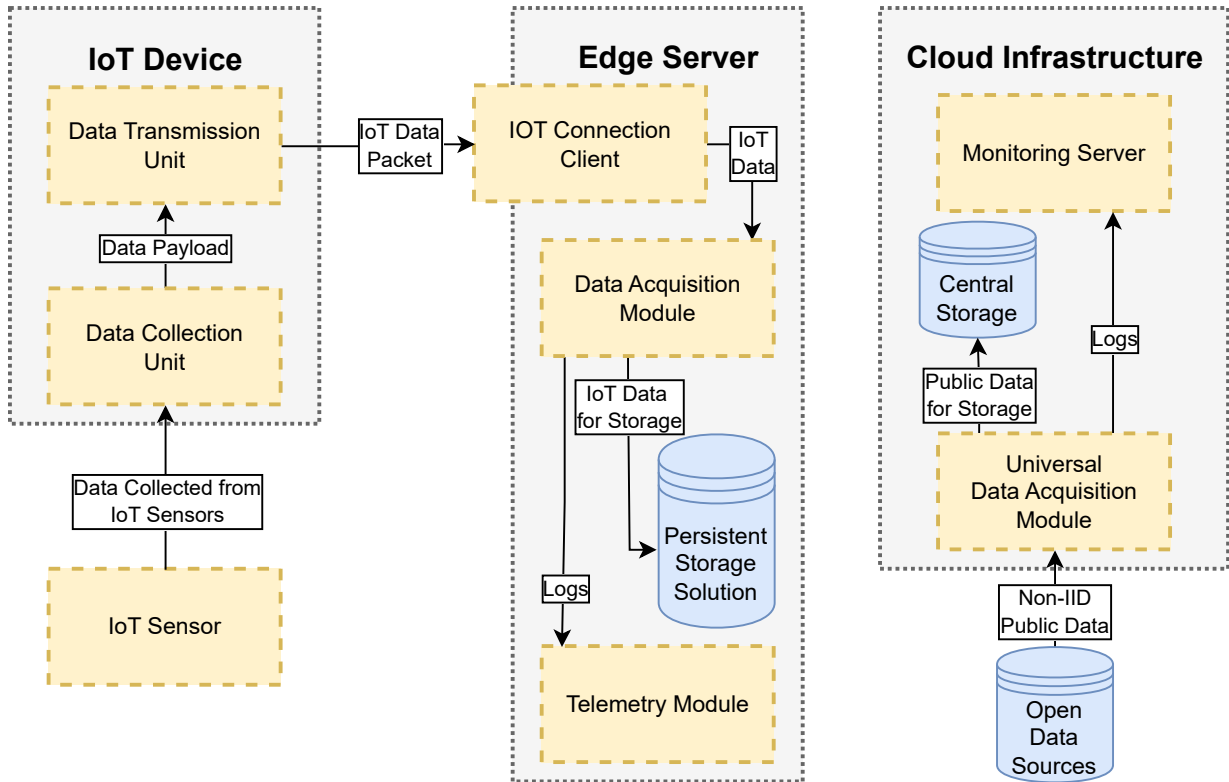 IoT Device
Data Transmission
Unit
Data Payload
Data Collection
Unit
Data Collected from
IoT Sensors
IoT Sensor
IoT Data
Packet
Edge Server
IOT Connection
Client
IoT
Data
Data Acquisition
Module
IoT Data
for Storage
Persistent
Storage
Solution
Logs
Telemetry Module
Cloud Infrastructure
Monitoring Server
Central
Storage
Logs
Public Data
for Storage
Universal
Data Acquisition
Module
Non-IID
Public Data
Open
Data
Sources